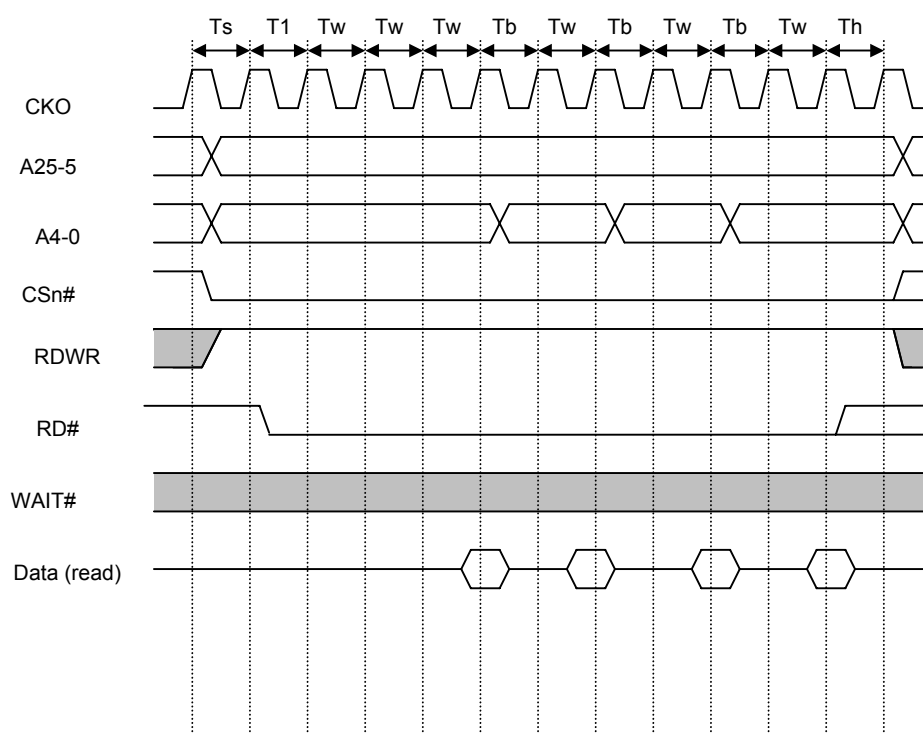 Ts T1 Tw Tw Tw Tb Tw Tb Tw Tb Tw Th
CKO
A25-5
A4-0
CSn#
RDWR
RD#
WAIT#
Data (read)